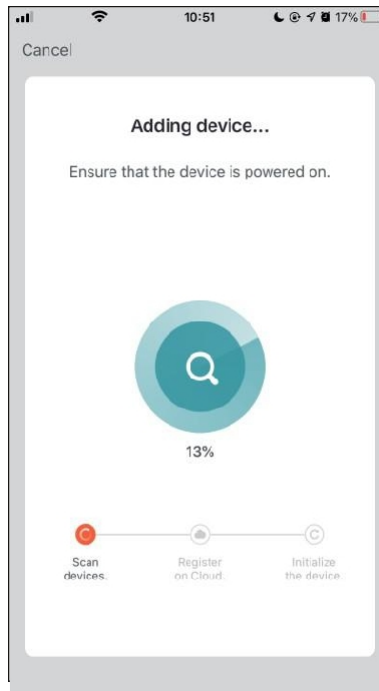 10:51 17%
Cancel
Adding device...
Ensure that the device is powered on.
13%
Scan devices.
Register on Cloud.
Initialize the device.